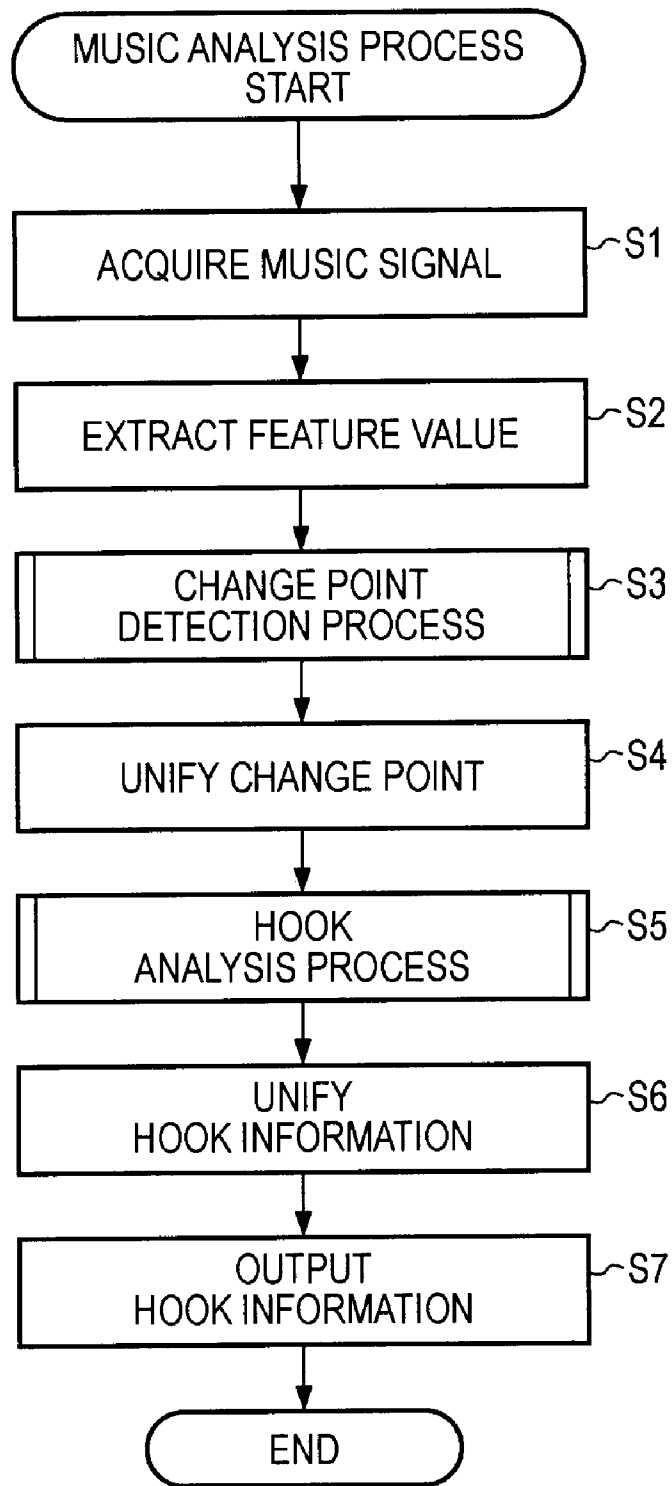 MUSIC ANALYSIS PROCESS
START
ACQUIRE MUSIC SIGNAL
S1
EXTRACT FEATURE VALUE
S2
CHANGE POINT
DETECTION PROCESS
S3
UNIFY CHANGE POINT
S4
HOOK
ANALYSIS PROCESS
S5
UNIFY
HOOK INFORMATION
S6
OUTPUT
HOOK INFORMATION
S7
END